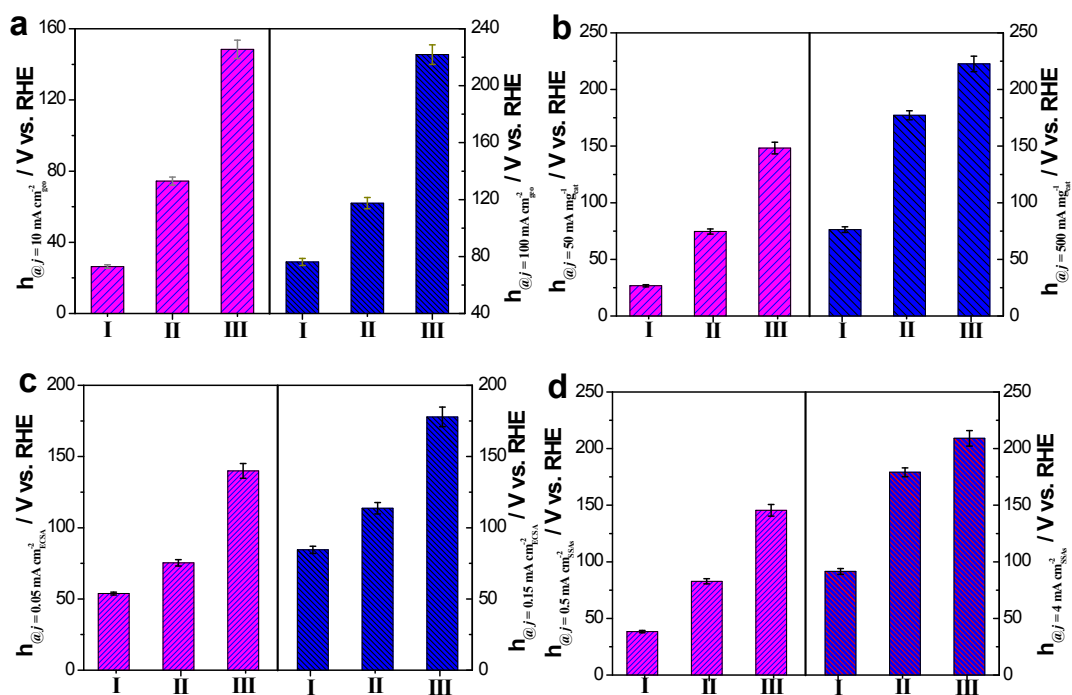 a
160
120
80
40
0
h@j = 10 mA cm-2geo / V vs. RHE
I II III I II III
240
200
160
120
80
40
h@j = 100 mA cm-2geo / V vs. RHE
b
250
200
150
100
50
0
h@j = 50 mA mg-1cat / V vs. RHE
I II III I II III
250
200
150
100
50
0
h@j = 500 mA mg-1cat / V vs. RHE
c
200
150
100
50
0
h@j = 0.05 mA cm-2ECSA / V vs. RHE
I II III I II III
200
150
100
50
0
h@j = 0.15 mA cm-2ECSA / V vs. RHE
d
250
200
150
100
50
0
h@j = 0.5 mA cm-2SSAs / V vs. RHE
I II III I II III
250
200
150
100
50
0
h@j = 4 mA cm-2SSAs / V vs. RHE